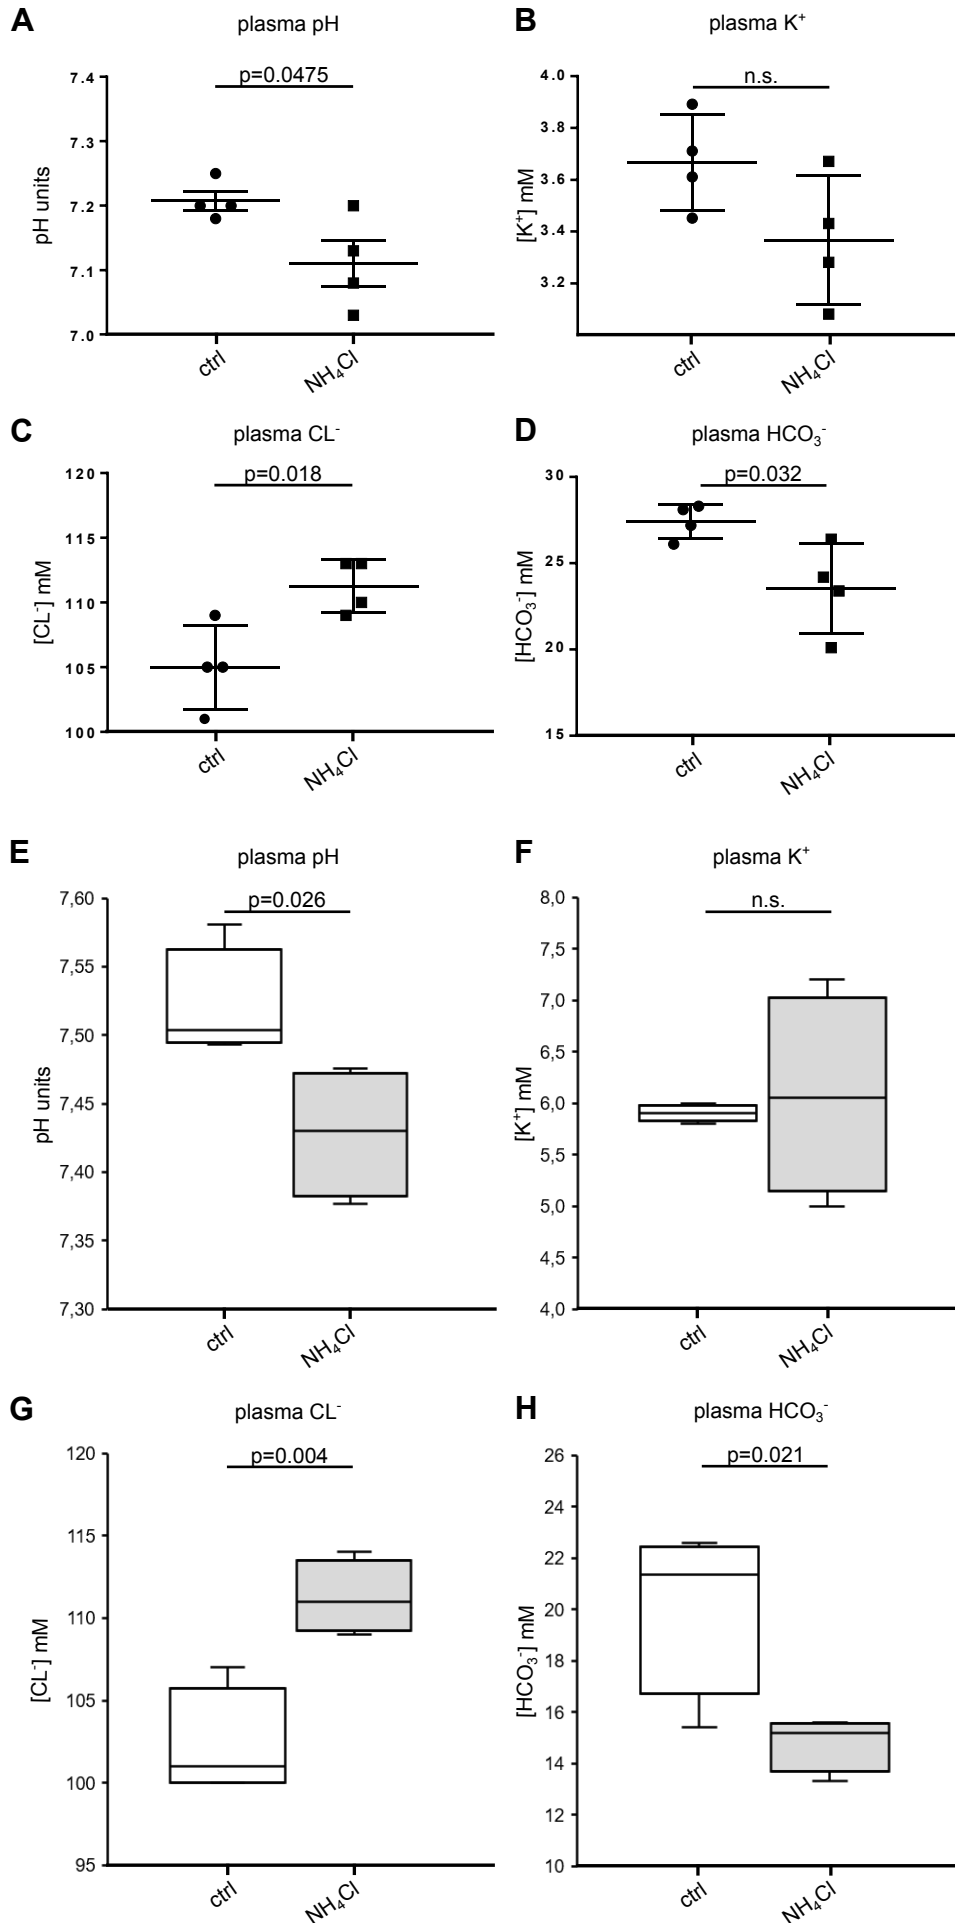 A
plasma pH
p=0.0475
pH units
7.4
7.3
7.2
7.1
7.0
ctrl
NH₄Cl
B
plasma K⁺
n.s.
[K⁺] mM
4.0
3.8
3.6
3.4
3.2
ctrl
NH₄Cl
C
plasma CL⁻
p=0.018
[CL⁻] mM
120
115
110
105
100
ctrl
NH₄Cl
D
plasma HCO₃⁻
p=0.032
[HCO₃⁻] mM
30
25
20
15
ctrl
NH₄Cl
E
plasma pH
p=0.026
pH units
7,60
7,55
7,50
7,45
7,40
7,35
7,30
ctrl
NH₄Cl
F
plasma K⁺
n.s.
[K⁺] mM
8,0
7,5
7,0
6,5
6,0
5,5
5,0
4,5
4,0
ctrl
NH₄Cl
G
plasma CL⁻
p=0.004
[CL⁻] mM
120
115
110
105
100
95
ctrl
NH₄Cl
H
plasma HCO₃⁻
p=0.021
[HCO₃⁻] mM
26
24
22
20
18
16
14
12
10
ctrl
NH₄Cl